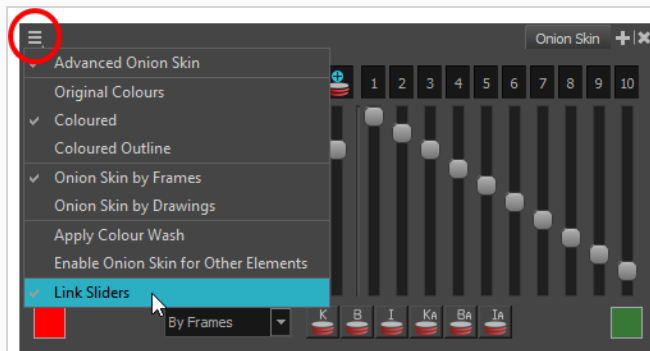 Onion Skin
Advanced Onion Skin
1 2 3 4 5 6 7 8 9 10
Original Colours
Coloured
Coloured Outline
Onion Skin by Frames
Onion Skin by Drawings
Apply Colour Wash
Enable Onion Skin for Other Elements
Link Sliders
By Frames
K B I KA BA IA